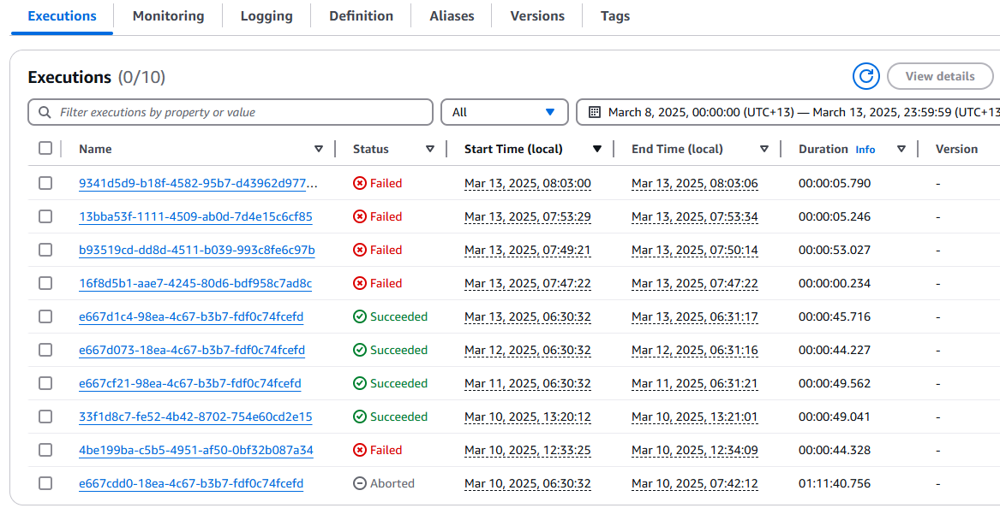 Executions Monitoring Logging Definition Aliases Versions Tags
Executions (0/10) View details
Filter executions by property or value All March 8, 2025, 00:00:00 (UTC+13) — March 13, 2025, 23:59:59 (UTC+13
Name Status Start Time (local) End Time (local) Duration Info Version
9341d5d9-b18f-4582-95b7-d43962d977... Failed Mar 13, 2025, 08:03:00 Mar 13, 2025, 08:03:06 00:00:05.790 -
13bba53f-1111-4509-ab0d-7d4e15c6cf85 Failed Mar 13, 2025, 07:53:29 Mar 13, 2025, 07:53:34 00:00:05.246 -
b93519cd-dd8d-4511-b039-993c8fe6c97b Failed Mar 13, 2025, 07:49:21 Mar 13, 2025, 07:50:14 00:00:53.027 -
16f8d5b1-aae7-4245-80d6-bdf958c7ad8c Failed Mar 13, 2025, 07:47:22 Mar 13, 2025, 07:47:22 00:00:00.234 -
e667d1c4-98ea-4c67-b3b7-fdf0c74fcefd Succeeded Mar 13, 2025, 06:30:32 Mar 13, 2025, 06:31:17 00:00:45.716 -
e667d073-18ea-4c67-b3b7-fdf0c74fcefd Succeeded Mar 12, 2025, 06:30:32 Mar 12, 2025, 06:31:16 00:00:44.227 -
e667cf21-98ea-4c67-b3b7-fdf0c74fcefd Succeeded Mar 11, 2025, 06:30:32 Mar 11, 2025, 06:31:21 00:00:49.562 -
33f1d8c7-fe52-4b42-8702-754e60cd2e15 Succeeded Mar 10, 2025, 13:20:12 Mar 10, 2025, 13:21:01 00:00:49.041 -
4be199ba-c5b5-4951-af50-0bf32b087a34 Failed Mar 10, 2025, 12:33:25 Mar 10, 2025, 12:34:09 00:00:44.328 -
e667cdd0-18ea-4c67-b3b7-fdf0c74fcefd Aborted Mar 10, 2025, 06:30:32 Mar 10, 2025, 07:42:12 01:11:40.756 -